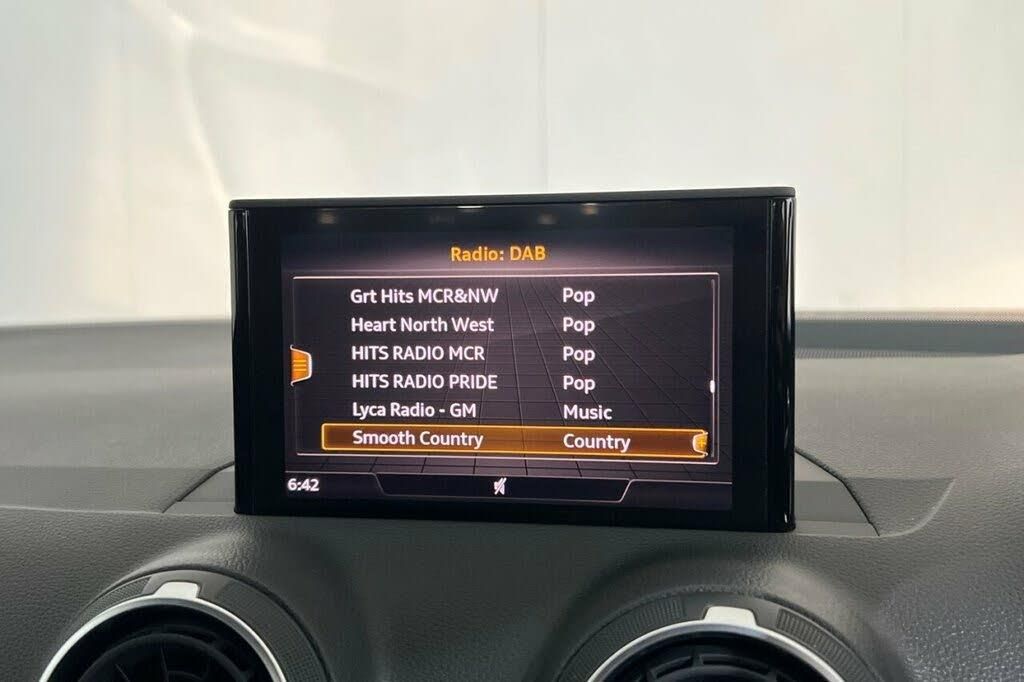 Radio: DAB
Grt Hits MCR&NW Pop
Heart North West Pop
HITS RADIO MCR Pop
HITS RADIO PRIDE Pop
Lyca Radio - GM Music
Smooth Country Country
6:42